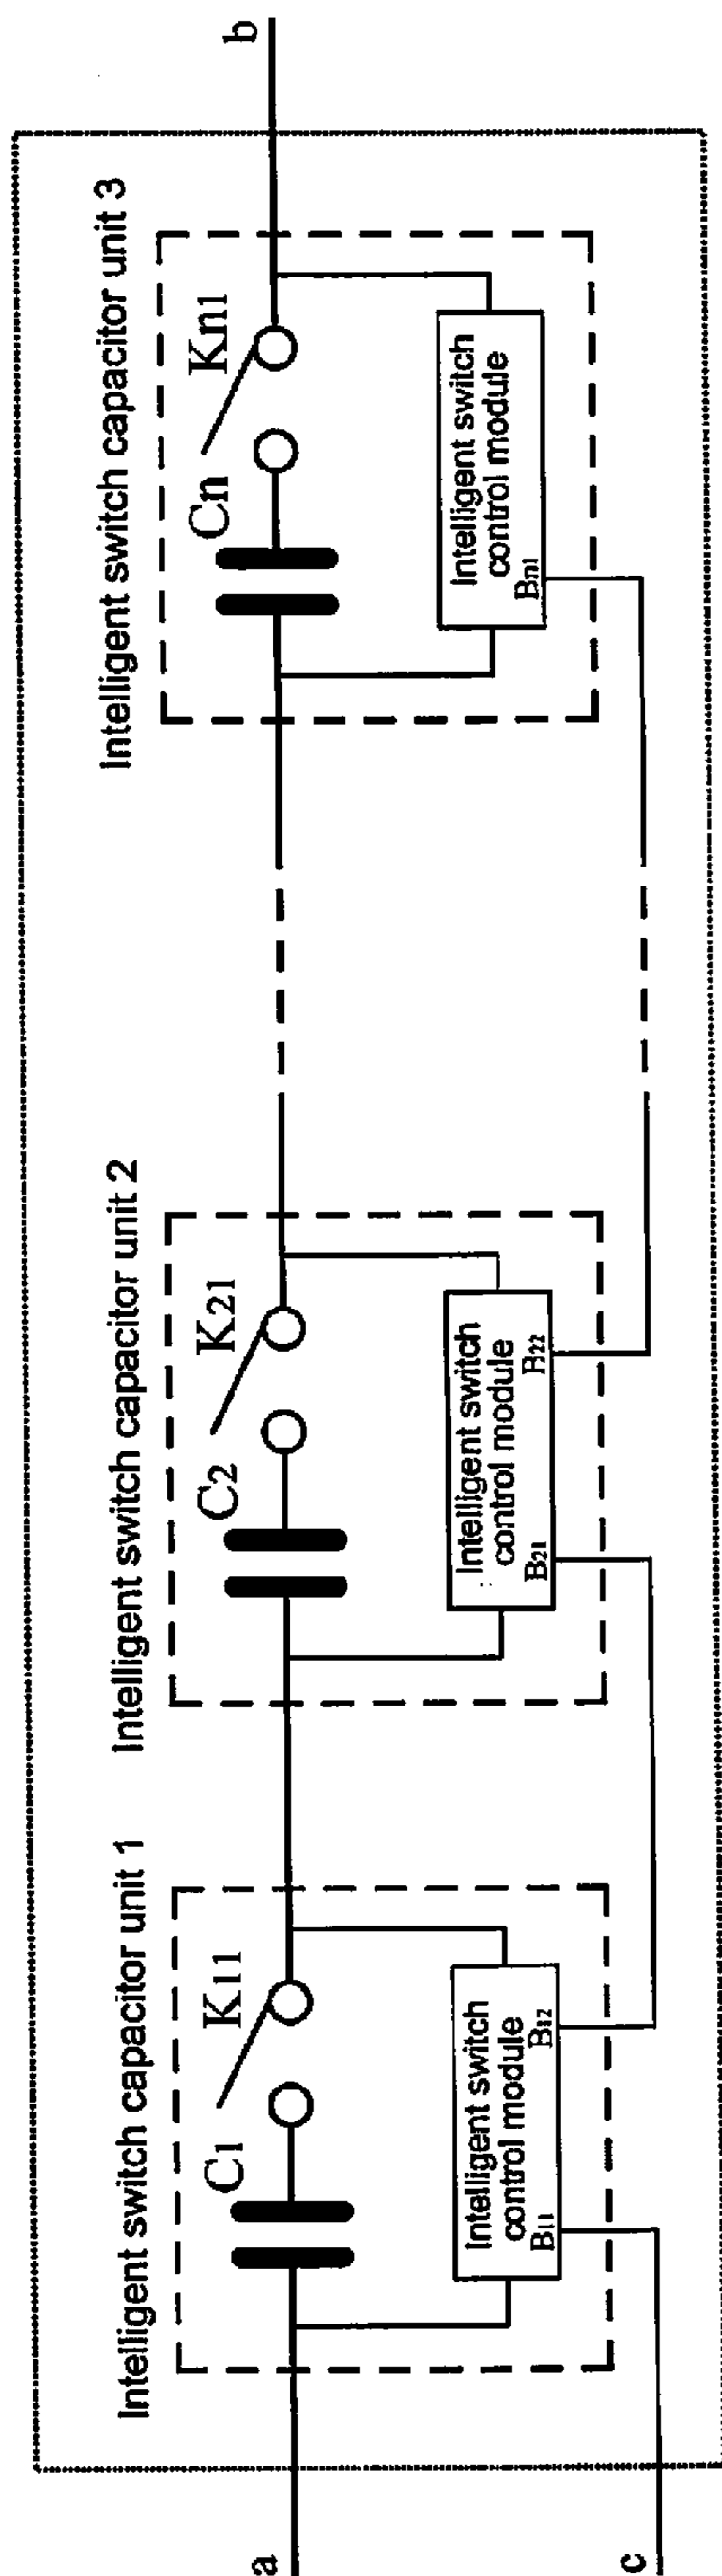 Intelligent switch capacitor unit 1
C1
K11
Intelligent switch
control module
B11
B12
Intelligent switch capacitor unit 2
C2
K21
Intelligent switch
control module
B21
B22
Intelligent switch capacitor unit 3
Cn
Kn1
Intelligent switch
control module
Bn1
a
b
c